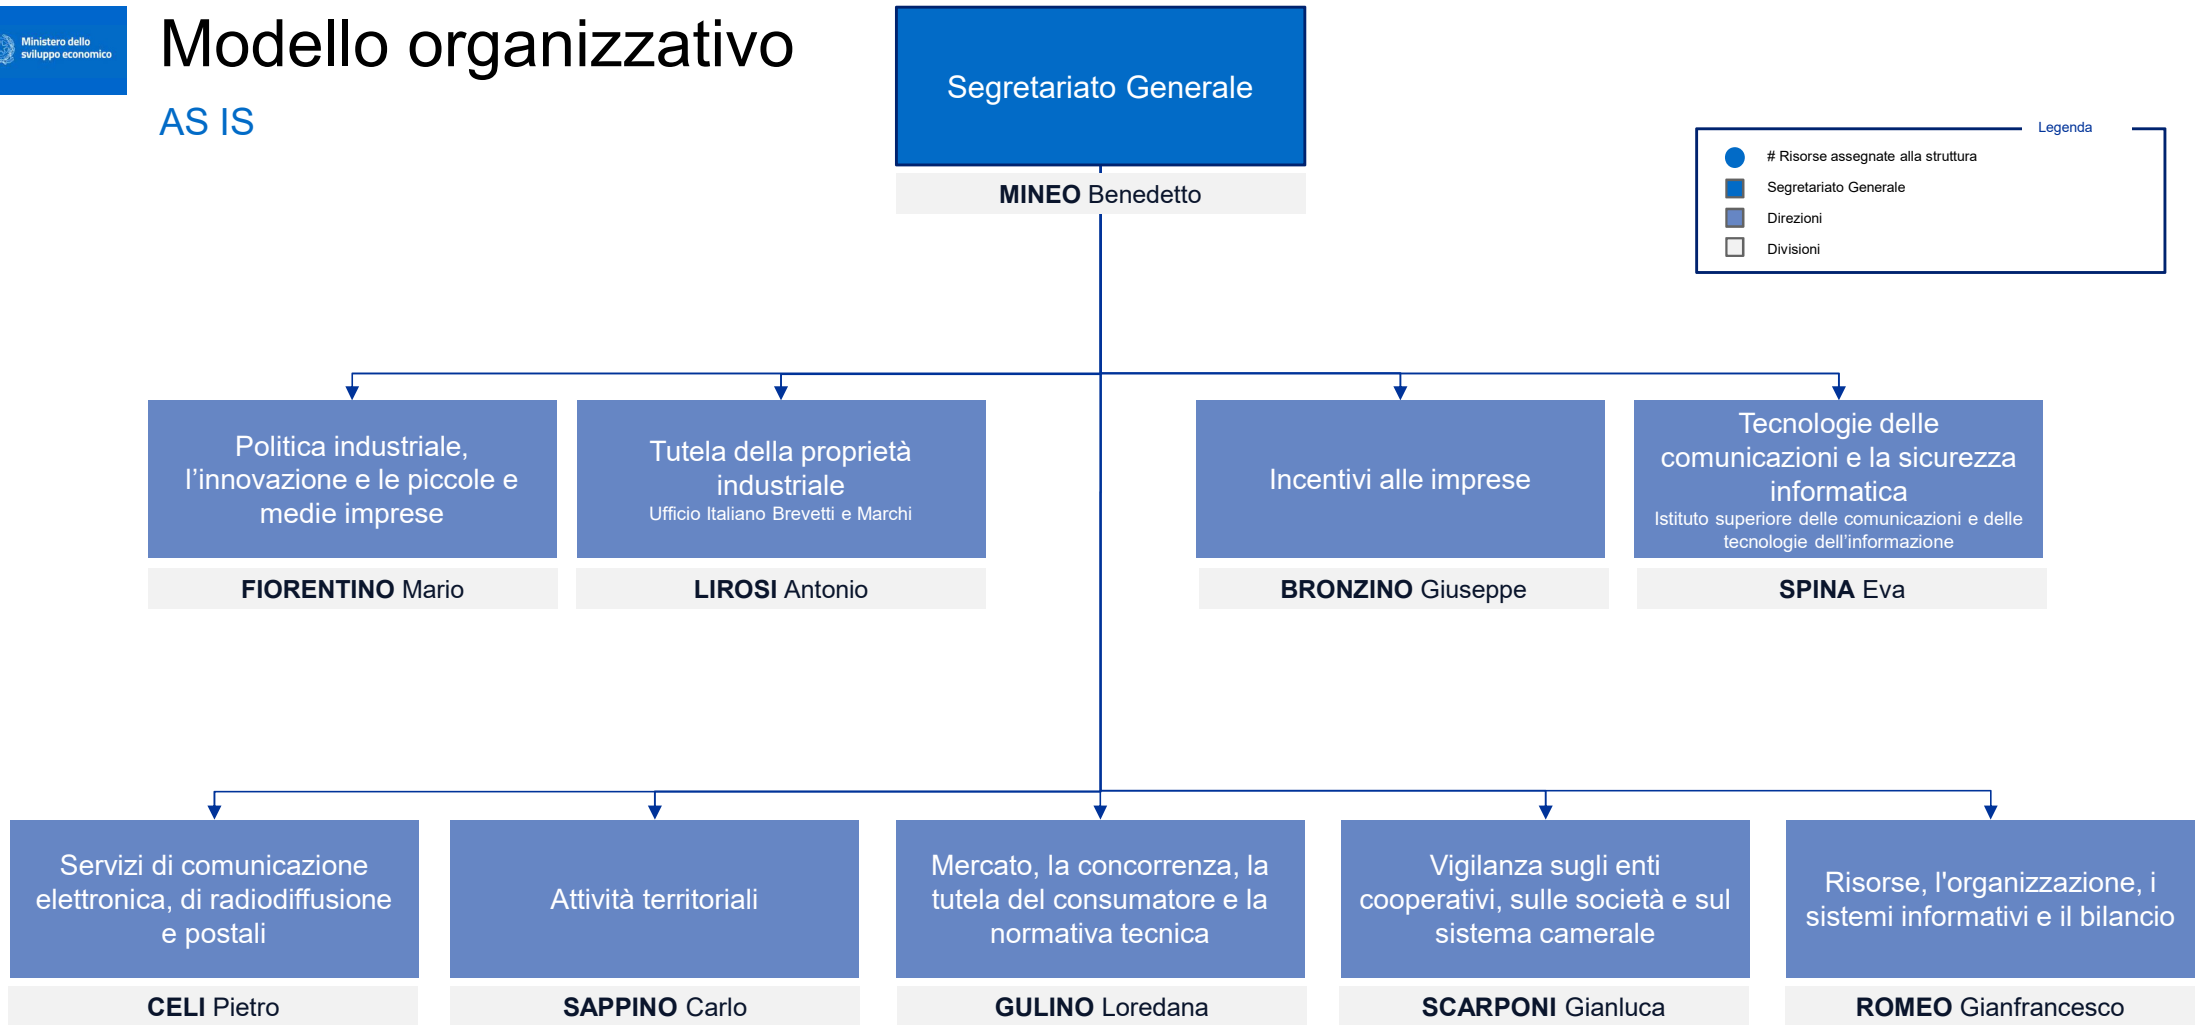 Ministero dello
sviluppo economico
Modello organizzativo
AS IS
Segretariato Generale
MINEO Benedetto
Legenda
# Risorse assegnate alla struttura
Segretariato Generale
Direzioni
Divisioni
Politica industriale,
l’innovazione e le piccole e
medie imprese
FIORENTINO Mario
Tutela della proprietà
industriale
Ufficio Italiano Brevetti e Marchi
LIROSI Antonio
Incentivi alle imprese
BRONZINO Giuseppe
Tecnologie delle
comunicazioni e la sicurezza
informatica
Istituto superiore delle comunicazioni e delle
tecnologie dell’informazione
SPINA Eva
Servizi di comunicazione
elettronica, di radiodiffusione
e postali
CELI Pietro
Attività territoriali
SAPPINO Carlo
Mercato, la concorrenza, la
tutela del consumatore e la
normativa tecnica
GULINO Loredana
Vigilanza sugli enti
cooperativi, sulle società e sul
sistema camerale
SCARPONI Gianluca
Risorse, l'organizzazione, i
sistemi informativi e il bilancio
ROMEO Gianfrancesco